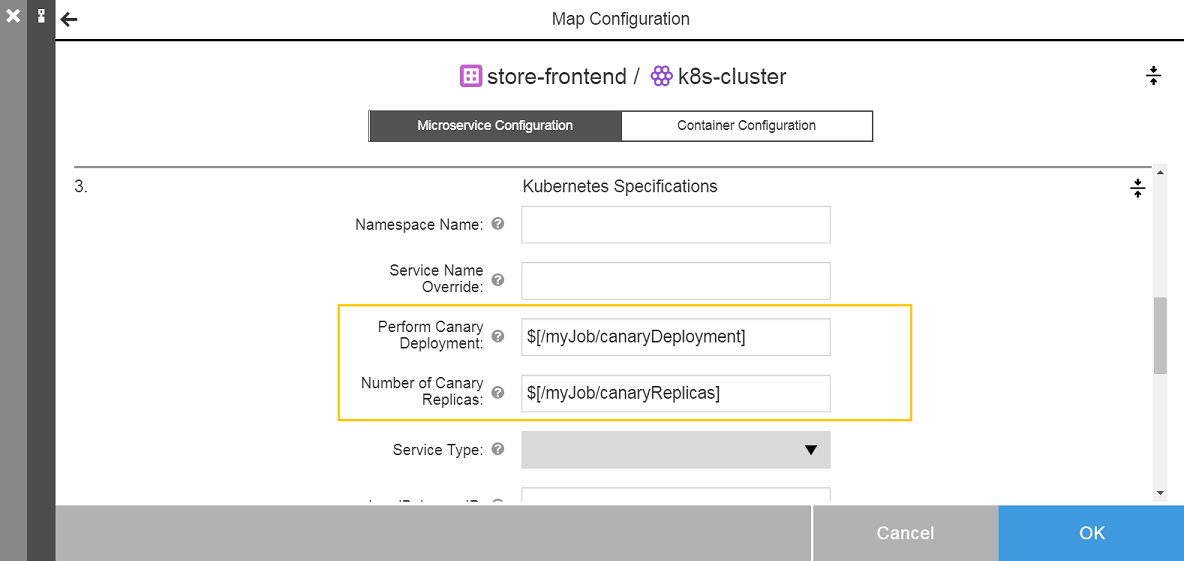 Map Configuration
store-frontend / k8s-cluster
Microservice Configuration
Container Configuration
3.
Kubernetes Specifications
Namespace Name:
Service Name
Override:
Perform Canary
Deployment:
$[/myJob/canaryDeployment]
Number of Canary
Replicas:
$[/myJob/canaryReplicas]
Service Type:
Cancel
OK